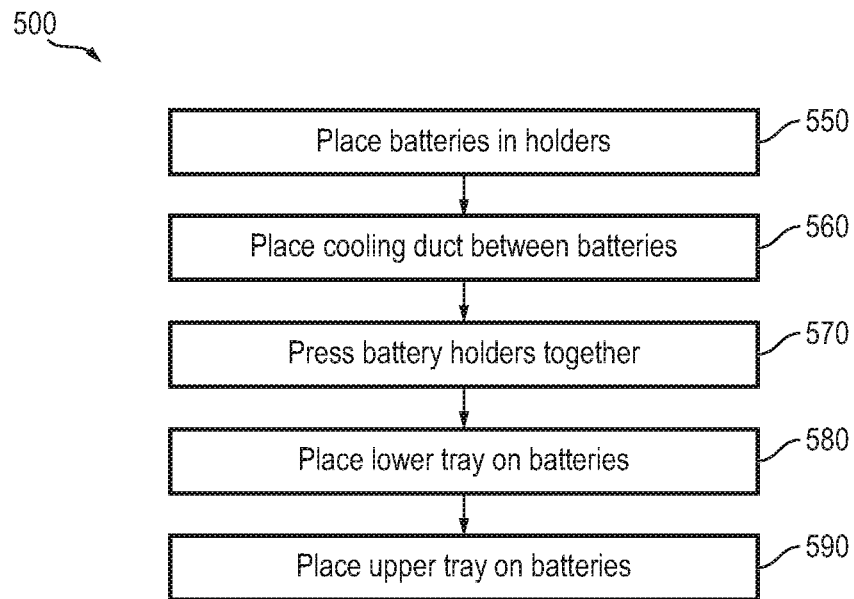 500
Place batteries in holders
550
Place cooling duct between batteries
560
Press battery holders together
570
Place lower tray on batteries
580
Place upper tray on batteries
590